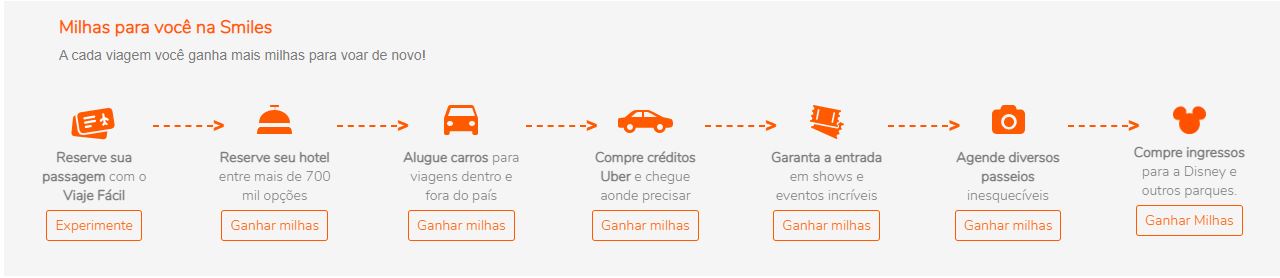 Milhas para você na Smiles
A cada viagem você ganha mais milhas para voar de novo!
Reserve sua
passagem com o
Viaje Fácil
Experimente
Reserve seu hotel
entre mais de 700
mil opções
Ganhar milhas
Alugue carros para
viagens dentro e
fora do país
Ganhar milhas
Compre créditos
Uber e chegue
aonde precisar
Ganhar milhas
Garanta a entrada
em shows e
eventos incríveis
Ganhar milhas
Agende diversos
passeios
inesquecíveis
Ganhar milhas
Compre ingressos
para a Disney e
outros parques.
Ganhar Milhas